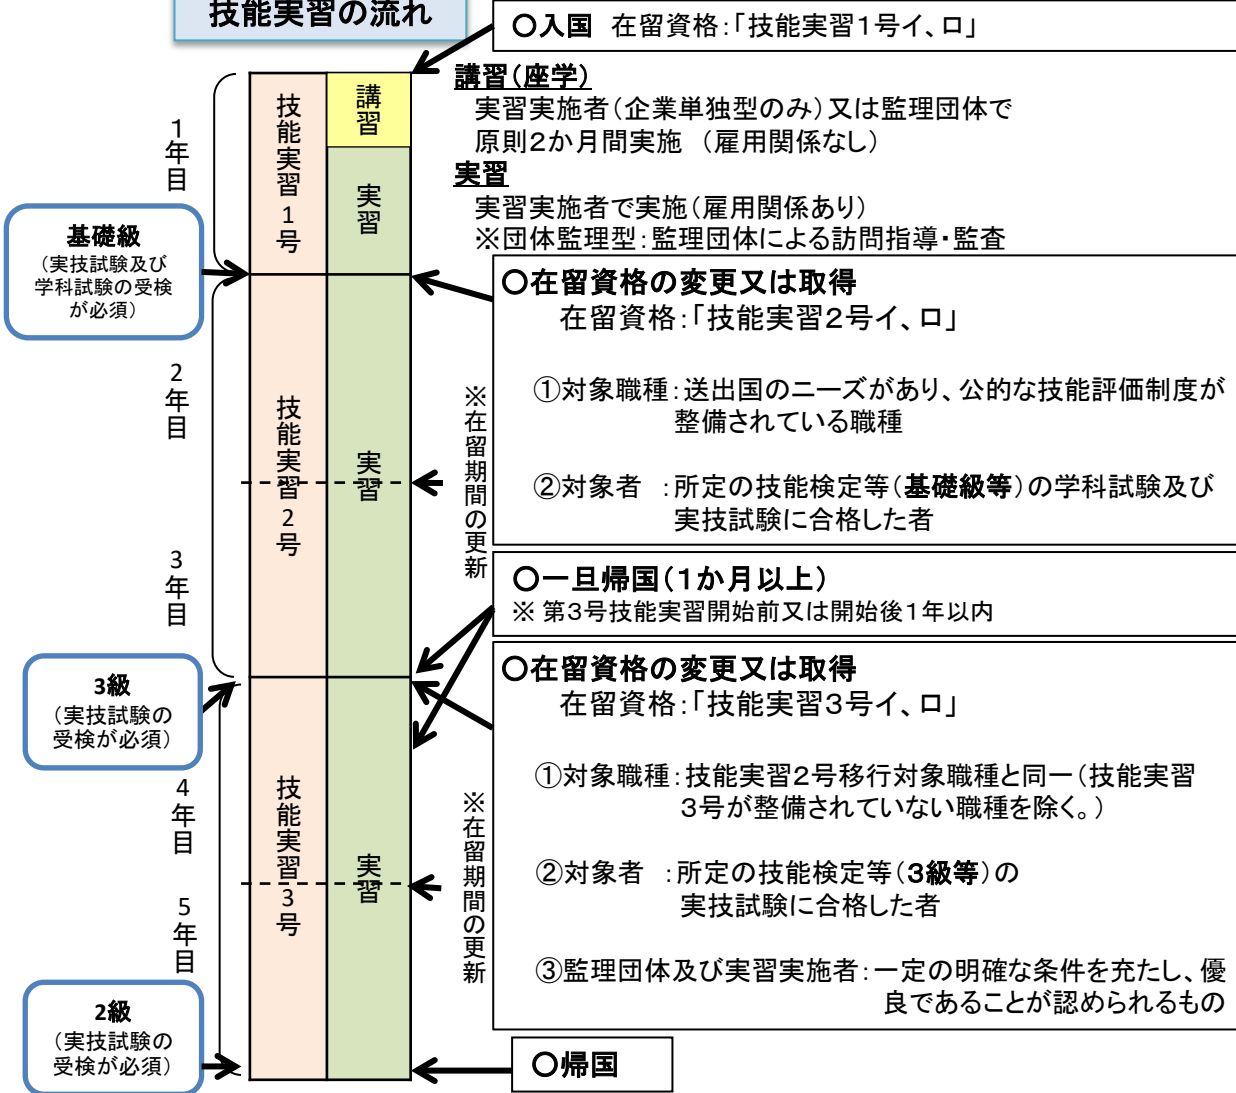 技能実習の流れ
○入国 在留資格：「技能実習１号イ、ロ」
講習（座学）
実習実施者（企業単独型のみ）又は監理団体で
原則２か月間実施 （雇用関係なし）
実習
実習実施者で実施（雇用関係あり）
※団体監理型：監理団体による訪問指導・監査
1年目
技能実習1号
講習
実習
基礎級
（実技試験及び
学科試験の受検
が必須）
○在留資格の変更又は取得
在留資格：「技能実習２号イ、ロ」
①対象職種：送出国のニーズがあり、公的な技能評価制度が
整備されている職種
②対象者 ：所定の技能検定等（基礎級等）の学科試験及び
実技試験に合格した者
2年目
技能実習2号
実習
※在留期間の更新
3年目
○一旦帰国（１か月以上）
※ 第３号技能実習開始前又は開始後１年以内
3級
（実技試験の
受検が必須）
○在留資格の変更又は取得
在留資格：「技能実習３号イ、ロ」
①対象職種：技能実習２号移行対象職種と同一（技能実習
３号が整備されていない職種を除く。）
②対象者 ：所定の技能検定等（３級等）の
実技試験に合格した者
③監理団体及び実習実施者：一定の明確な条件を充たし、優
良であることが認められるもの
4年目
技能実習3号
実習
※在留期間の更新
5年目
2級
（実技試験の
受検が必須）
○帰国